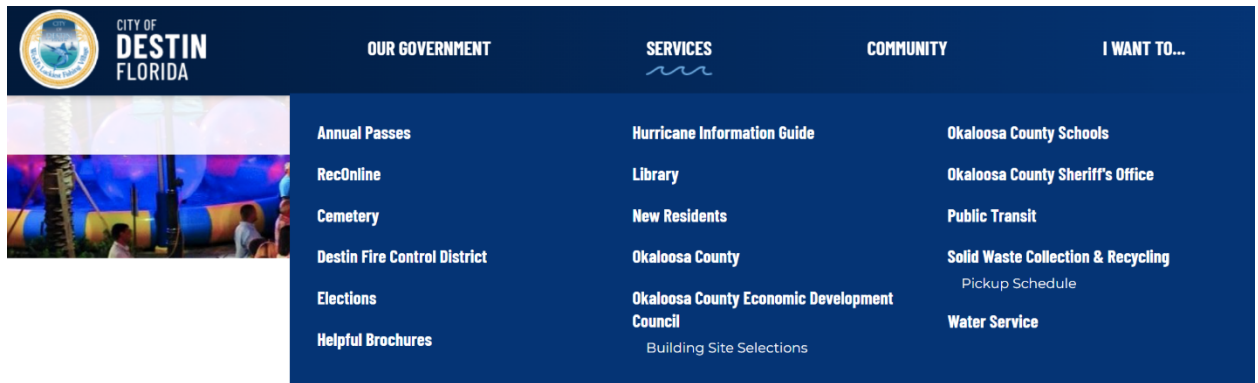 CITY OF
DESTIN
FLORIDA
OUR GOVERNMENT
SERVICES
COMMUNITY
I WANT TO...
Annual Passes
RecOnline
Cemetery
Destin Fire Control District
Elections
Helpful Brochures
Hurricane Information Guide
Library
New Residents
Okaloosa County
Okaloosa County Economic Development
Council
Building Site Selections
Okaloosa County Schools
Okaloosa County Sheriff's Office
Public Transit
Solid Waste Collection & Recycling
Pickup Schedule
Water Service